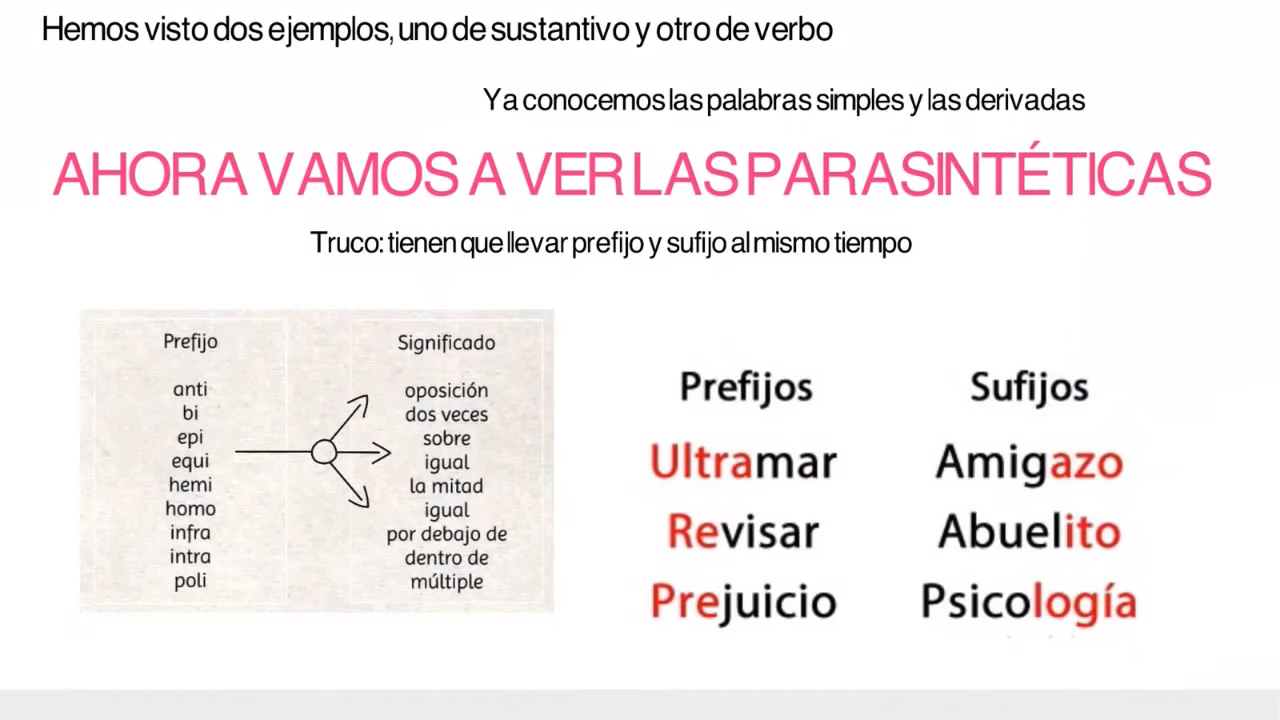 Hemos visto dos ejemplos, uno de sustantivo y otro de verbo
Ya conocemos las palabras simples y las derivadas
AHORA VAMOS A VER LAS PARASINTÉTICAS
Truco: tienen que llevar prefijo y sufijo al mismo tiempo
Prefijo
anti
bi
epi
equi
hemi
homo
infra
intra
poli
Significado
oposición
dos veces
sobre
igual
la mitad
igual
por debajo de
dentro de
múltiple
Prefijos
Ultramar
Revisar
Prejuicio
Sufijos
Amigazo
Abuelito
Psicología